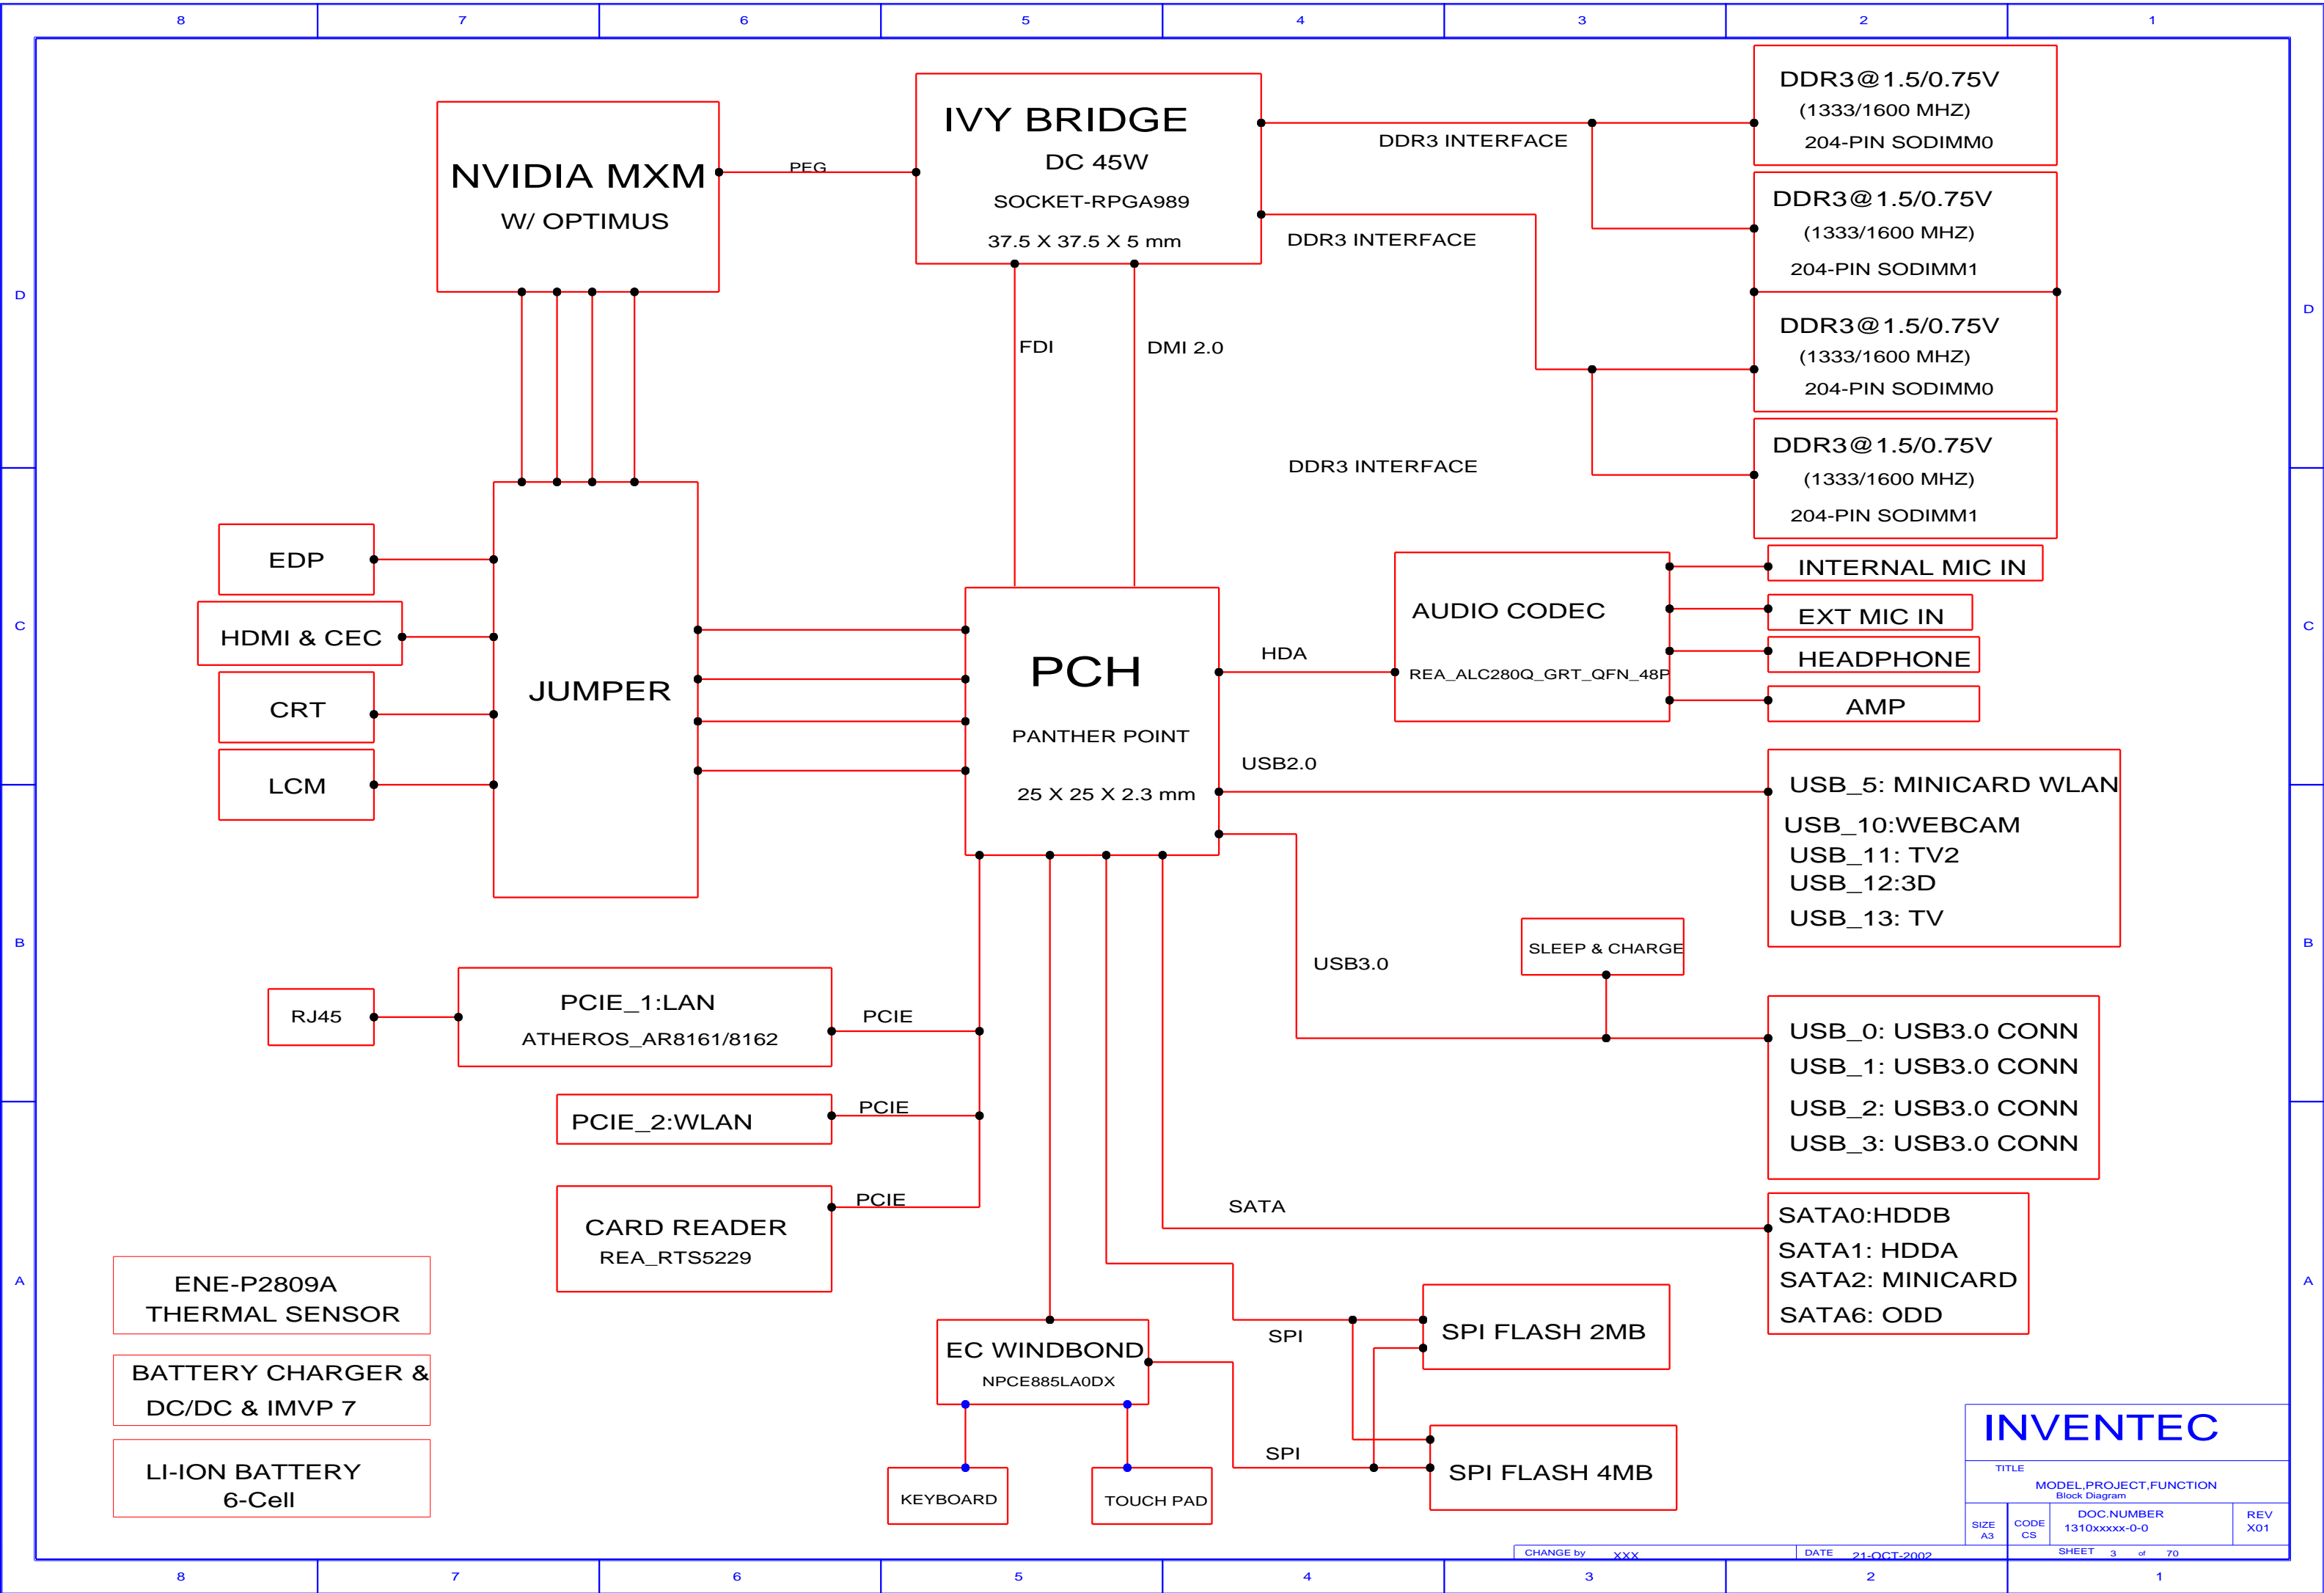 8 7 6 5 4 3 2 1
D
D
C
C
B
B
A
A
NVIDIA MXM
W/ OPTIMUS
PEG
IVY BRIDGE
DC 45W
SOCKET-RPGA989
37.5 X 37.5 X 5 mm
DDR3 INTERFACE
DDR3 INTERFACE
DDR3 INTERFACE
DDR3@1.5/0.75V
(1333/1600 MHZ)
204-PIN SODIMM0
DDR3@1.5/0.75V
(1333/1600 MHZ)
204-PIN SODIMM1
DDR3@1.5/0.75V
(1333/1600 MHZ)
204-PIN SODIMM0
DDR3@1.5/0.75V
(1333/1600 MHZ)
204-PIN SODIMM1
FDI
DMI 2.0
EDP
HDMI & CEC
CRT
LCM
JUMPER
PCH
PANTHER POINT
25 X 25 X 2.3 mm
HDA
AUDIO CODEC
REA_ALC280Q_GRT_QFN_48P
INTERNAL MIC IN
EXT MIC IN
HEADPHONE
AMP
USB2.0
USB_5: MINICARD WLAN
USB_10:WEBCAM
USB_11: TV2
USB_12:3D
USB_13: TV
SLEEP & CHARGE
USB3.0
USB_0: USB3.0 CONN
USB_1: USB3.0 CONN
USB_2: USB3.0 CONN
USB_3: USB3.0 CONN
RJ45
PCIE_1:LAN
ATHEROS_AR8161/8162
PCIE
PCIE_2:WLAN
PCIE
CARD READER
REA_RTS5229
PCIE
SATA
SATA0:HDDB
SATA1: HDDA
SATA2: MINICARD
SATA6: ODD
ENE-P2809A
THERMAL SENSOR
BATTERY CHARGER &
DC/DC & IMVP 7
LI-ION BATTERY
6-Cell
EC WINDBOND
NPCE885LA0DX
KEYBOARD
TOUCH PAD
SPI
SPI
SPI FLASH 2MB
SPI FLASH 4MB
INVENTEC
TITLE
MODEL,PROJECT,FUNCTION
Block Diagram
SIZE
A3
CODE
CS
DOC.NUMBER
1310xxxxx-0-0
REV
X01
CHANGE by XXX
DATE 21-OCT-2002
SHEET 3 of 70
8 7 6 5 4 3 2 1